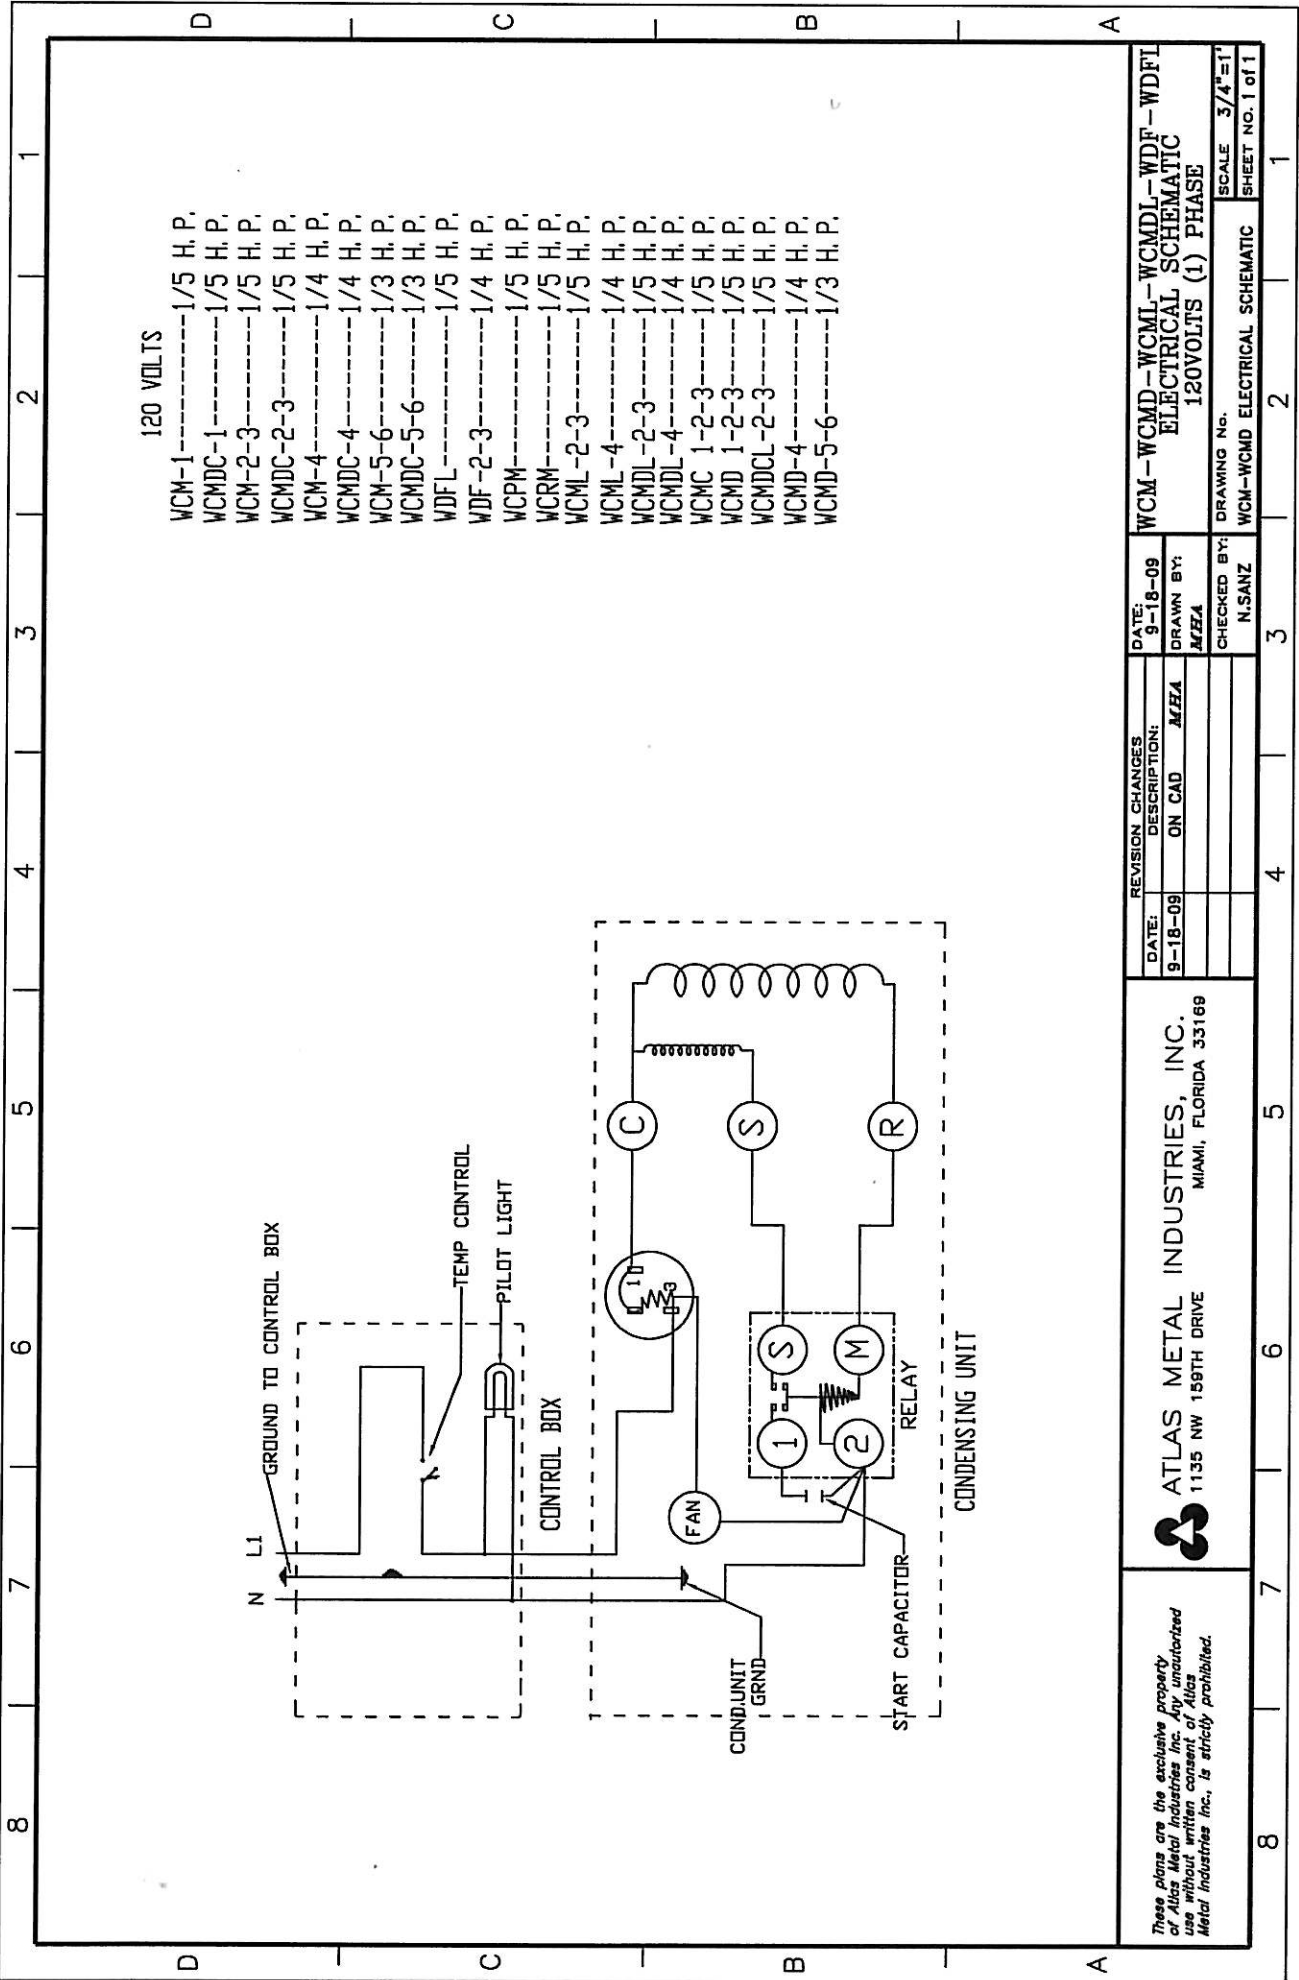 8
7
6
5
4
3
2
1
D
C
B
A
D
C
B
A
120 VOLTS
WCM-1------------1/5 H.P.
WCMDC-1----------1/5 H.P.
WCM-2-3----------1/5 H.P.
WCMDC-2-3--------1/5 H.P.
WCM-4------------1/4 H.P.
WCMDC-4----------1/4 H.P.
WCM-5-6----------1/3 H.P.
WCMDC-5-6--------1/3 H.P.
WDFL-------------1/5 H.P.
WDF-2-3----------1/4 H.P.
WCPM-------------1/5 H.P.
WCRM-------------1/5 H.P.
WCML-2-3---------1/5 H.P.
WCML-4-----------1/4 H.P.
WCMDL-2-3--------1/5 H.P.
WCMDL-4----------1/4 H.P.
WCMC 1-2-3-------1/5 H.P.
WCMD 1-2-3-------1/5 H.P.
WCMDCL-2-3-------1/5 H.P.
WCMD-4-----------1/4 H.P.
WCMD-5-6---------1/3 H.P.
N
L1
GROUND TO CONTROL BOX
TEMP CONTROL
PILOT LIGHT
CONTROL BOX
1
3
C
S
R
FAN
1
S
2
M
RELAY
COND.UNIT
GRND
START CAPACITOR
CONDENSING UNIT
These plans are the exclusive property
of Atlas Metal Industries Inc. Any unautorized
use without written consent of Atlas
Metal Industries Inc., is strictly prohibited.
ATLAS METAL INDUSTRIES, INC.
1135 NW 159TH DRIVE MIAMI, FLORIDA 33169
REVISION CHANGES
DATE: DESCRIPTION:
9-18-09 ON CAD MHA
DATE:
9-18-09
DRAWN BY:
MHA
CHECKED BY:
N.SANZ
WCM-WCMD-WCML-WCMDL-WDF-WDFL
ELECTRICAL SCHEMATIC
120VOLTS (1) PHASE
DRAWING No.
WCM-WCMD ELECTRICAL SCHEMATIC
SCALE 3/4"=1'
SHEET NO. 1 of 1
8
7
6
5
4
3
2
1